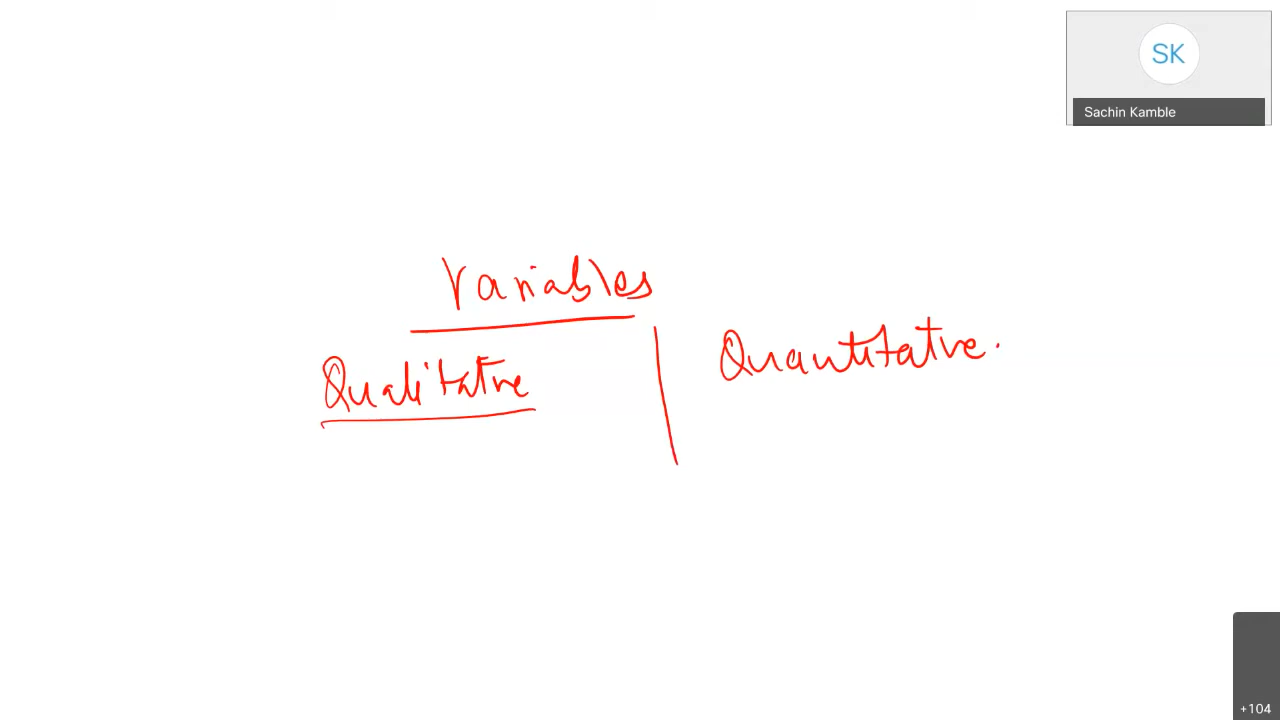 SK
Sachin Kamble
Variables
Qualitative
Quantitative.
+104